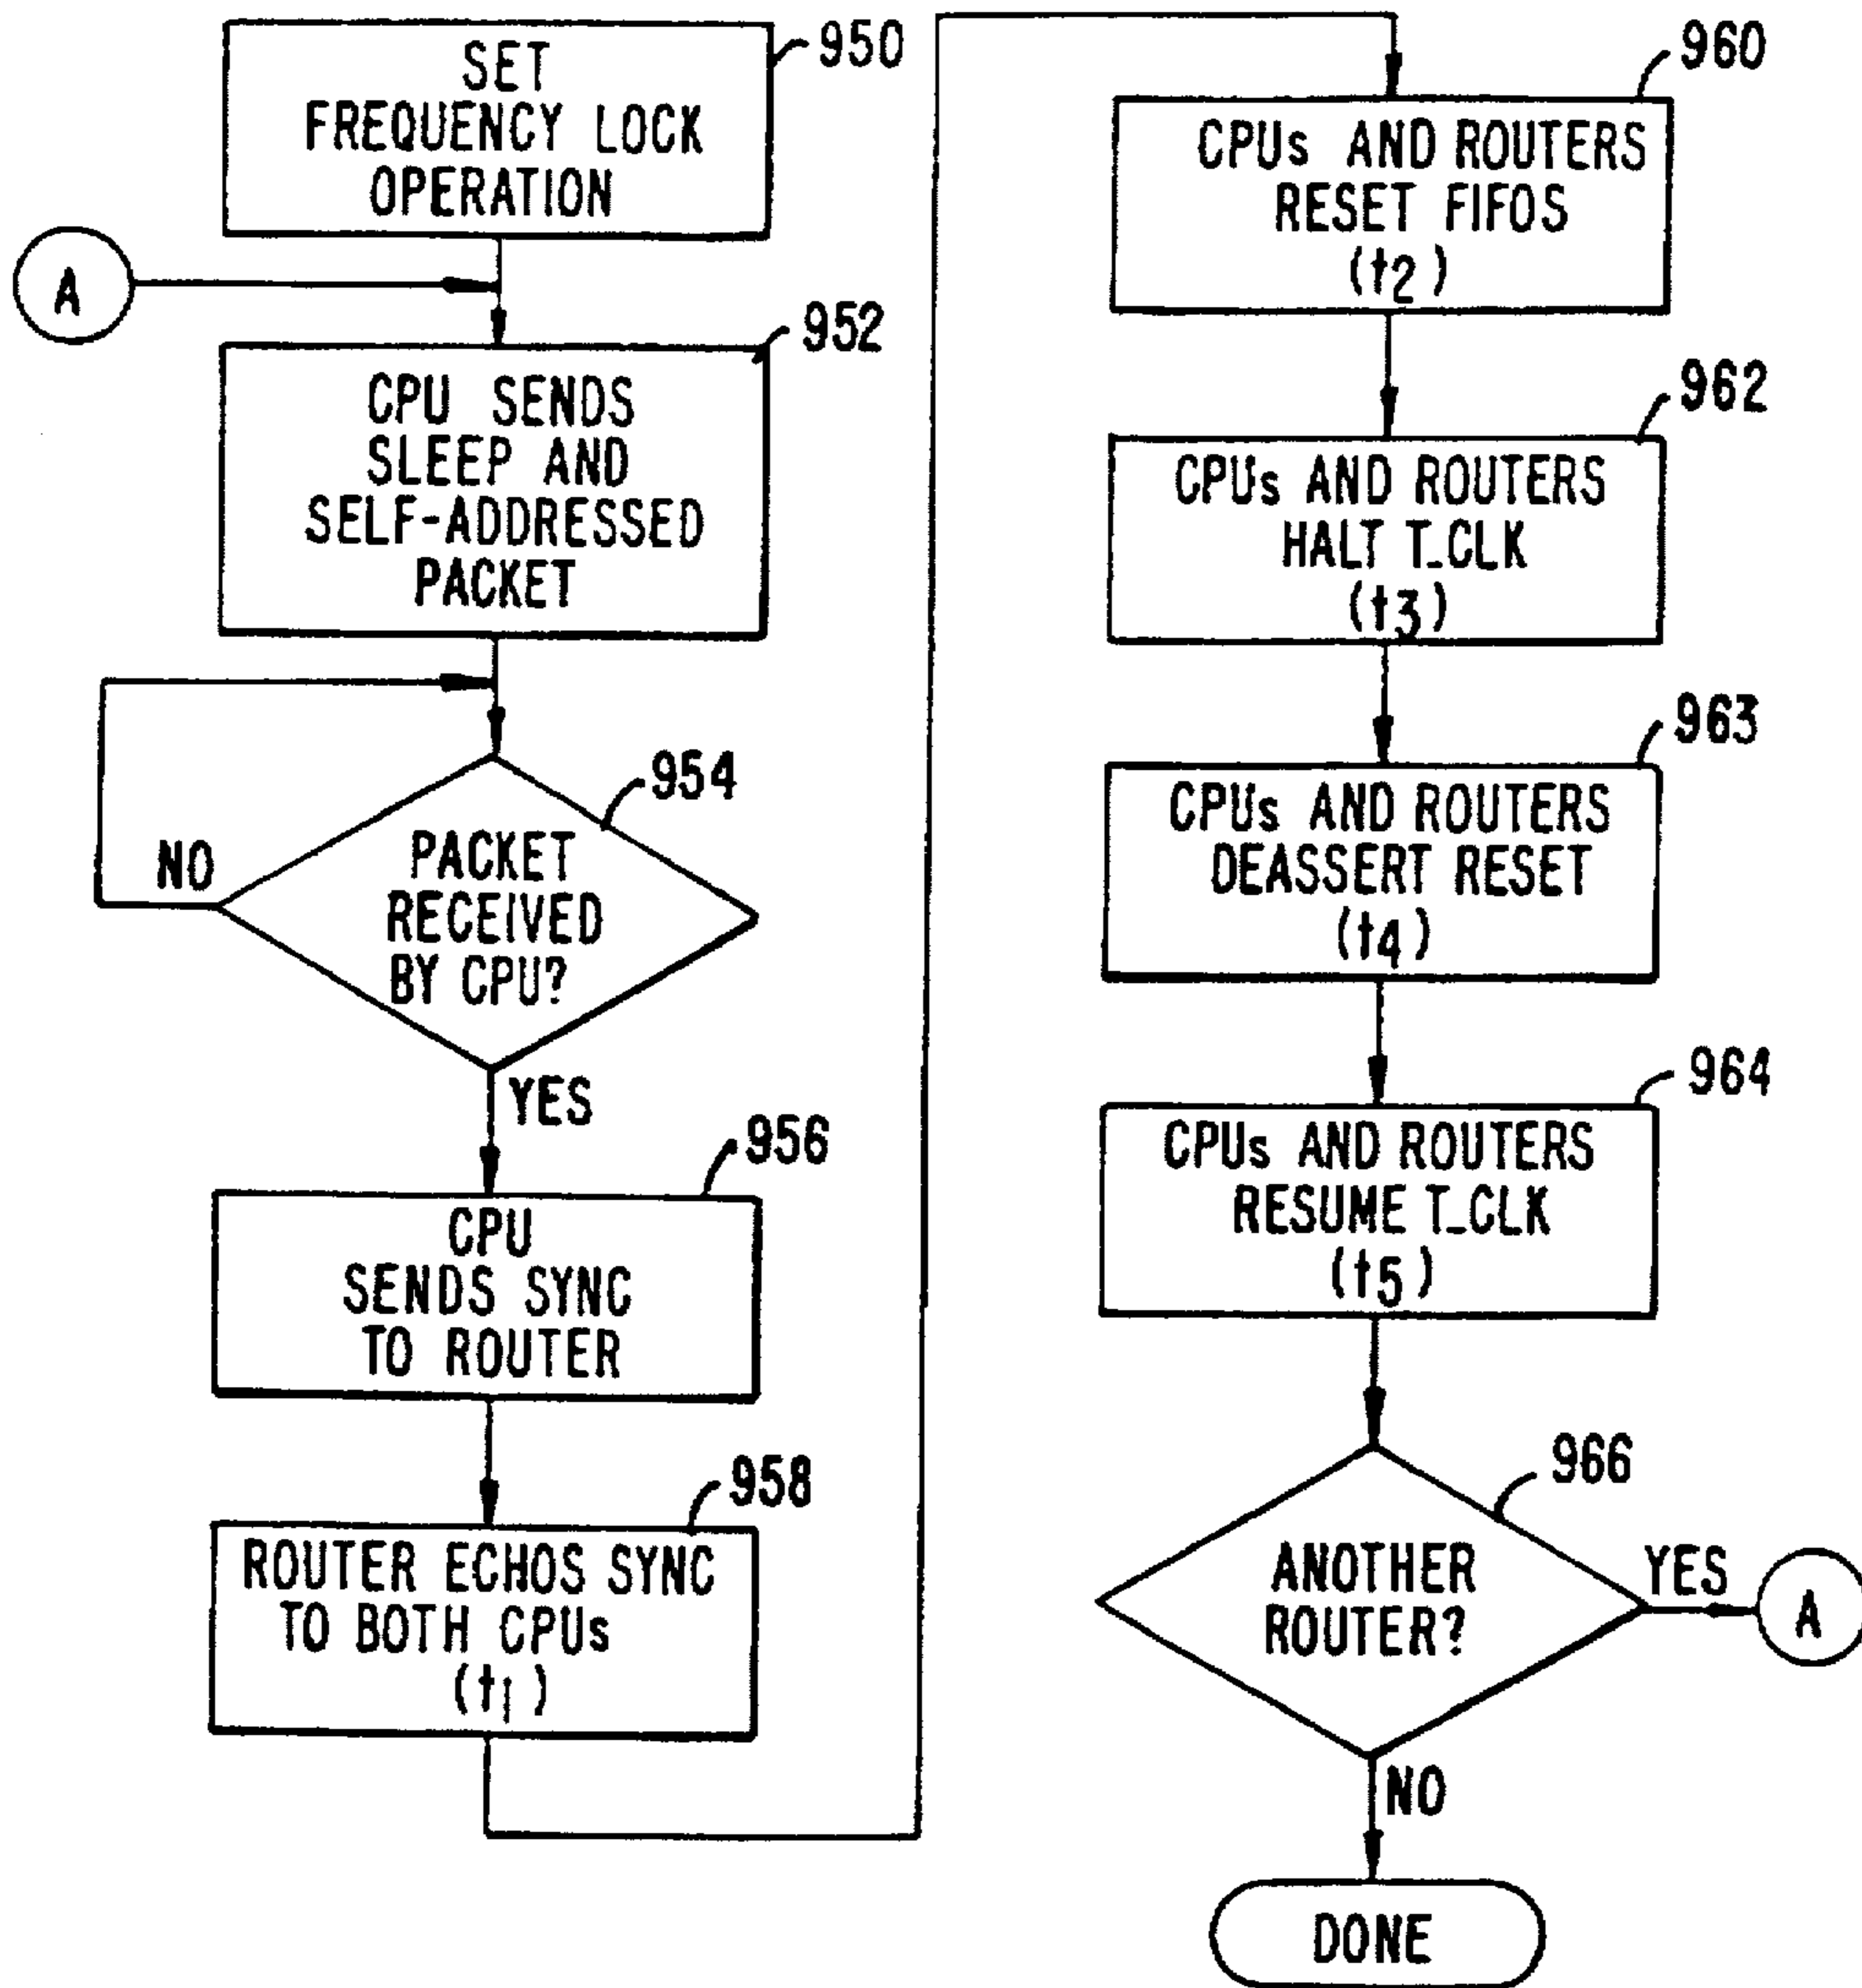 SET
FREQUENCY LOCK
OPERATION
950
A
952
CPU SENDS
SLEEP AND
SELF-ADDRESSED
PACKET
954
PACKET
RECEIVED
BY CPU?
NO
YES
956
CPU
SENDS SYNC
TO ROUTER
958
ROUTER ECHOS SYNC
TO BOTH CPUs
(t1)
960
CPUs AND ROUTERS
RESET FIFOS
(t2)
962
CPUs AND ROUTERS
HALT T_CLK
(t3)
963
CPUs AND ROUTERS
DEASSERT RESET
(t4)
964
CPUs AND ROUTERS
RESUME T_CLK
(t5)
966
ANOTHER
ROUTER?
YES
A
NO
DONE